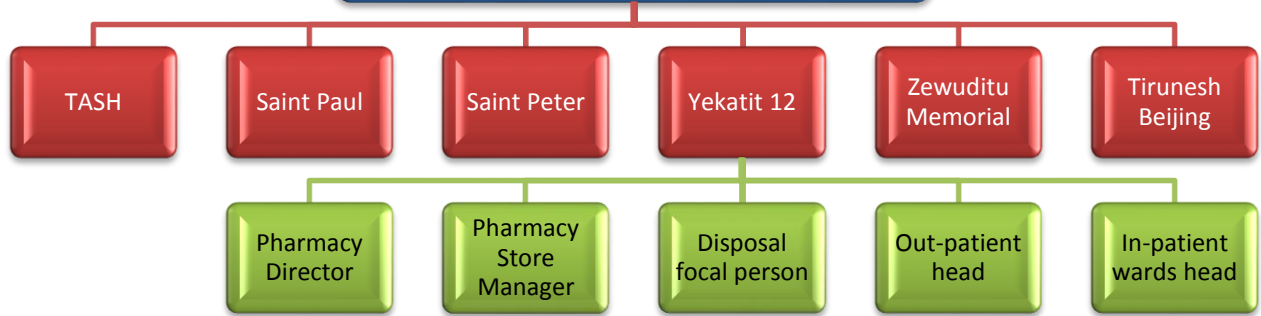 TASH
Saint Paul
Saint Peter
Yekatit 12
Zewuditu
Memorial
Tirunesh
Beijing
Pharmacy
Director
Pharmacy
Store
Manager
Disposal
focal person
Out-patient
head
In-patient
wards head